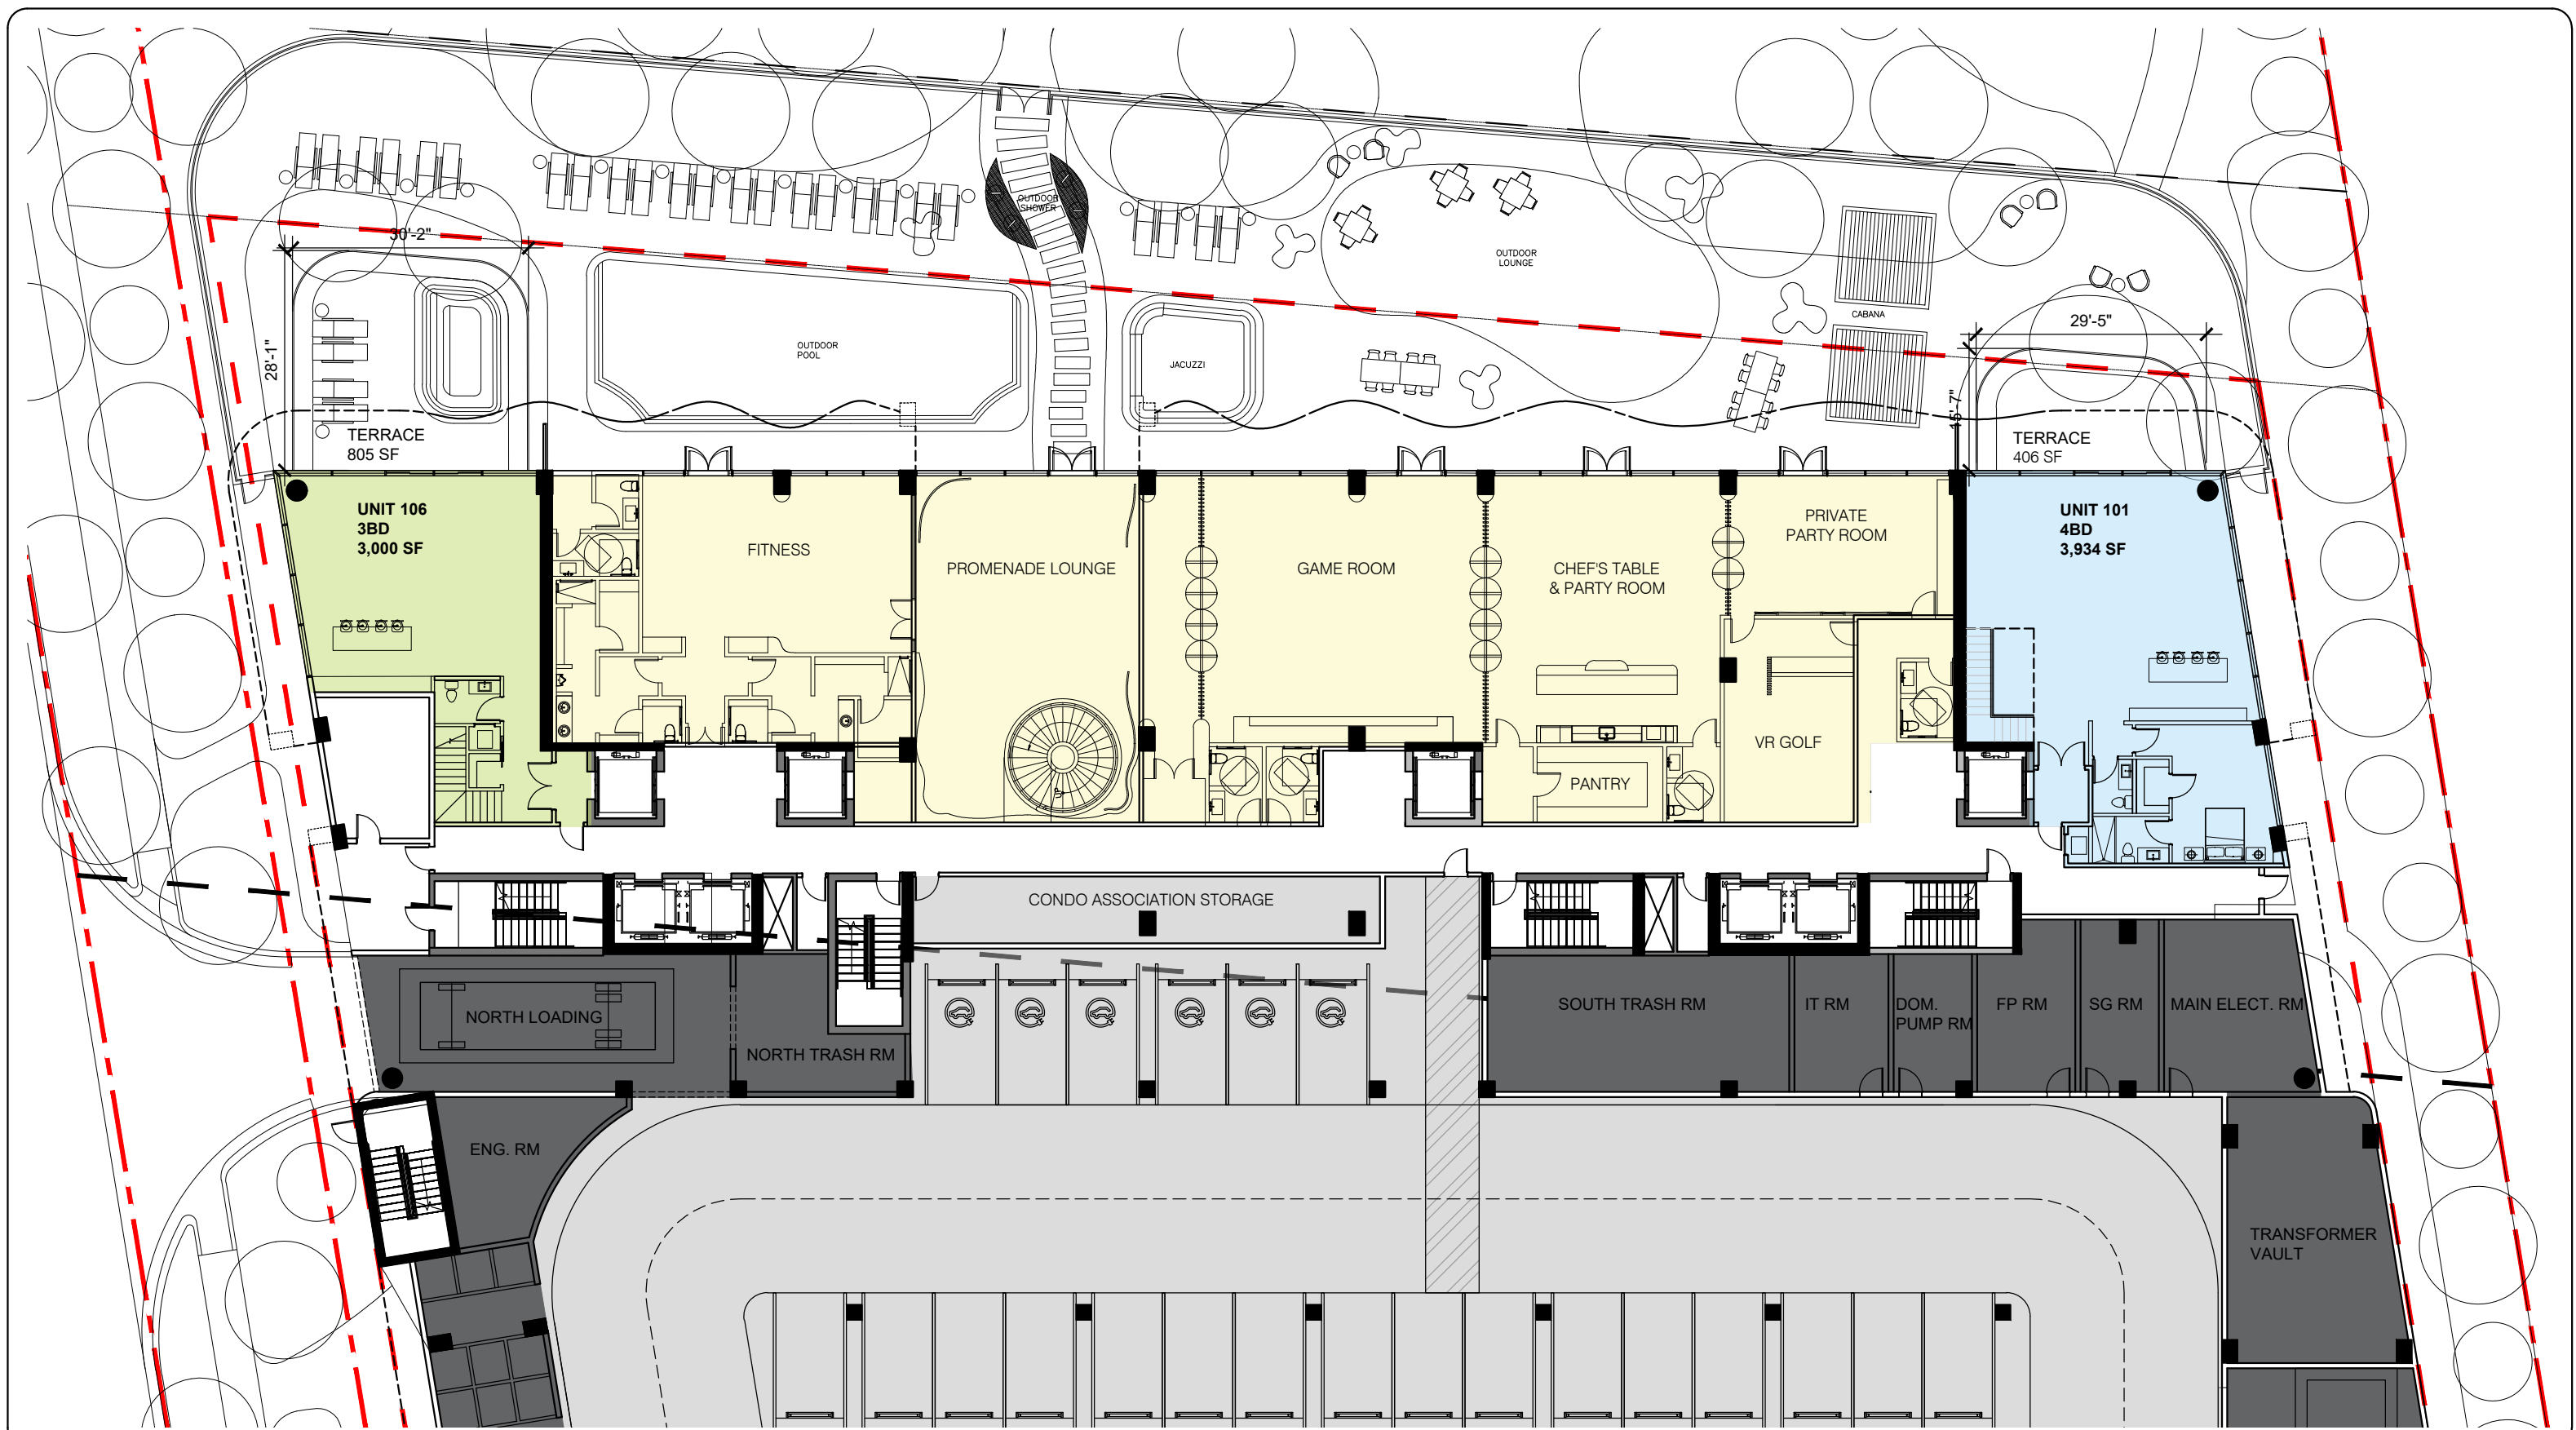 OUTDOOR
SHOWER
30'-2"
OUTDOOR
LOUNGE
CABANA
29'-5"
28'-1"
OUTDOOR
POOL
JACUZZI
TERRACE
805 SF
TERRACE
406 SF
UNIT 106
3BD
3,000 SF
FITNESS
PROMENADE LOUNGE
GAME ROOM
CHEF'S TABLE
& PARTY ROOM
PRIVATE
PARTY ROOM
UNIT 101
4BD
3,934 SF
VR GOLF
PANTRY
CONDO ASSOCIATION STORAGE
NORTH LOADING
NORTH TRASH RM
SOUTH TRASH RM
IT RM
DOM.
PUMP RM
FP RM
SG RM
MAIN ELECT. RM
ENG. RM
TRANSFORMER
VAULT